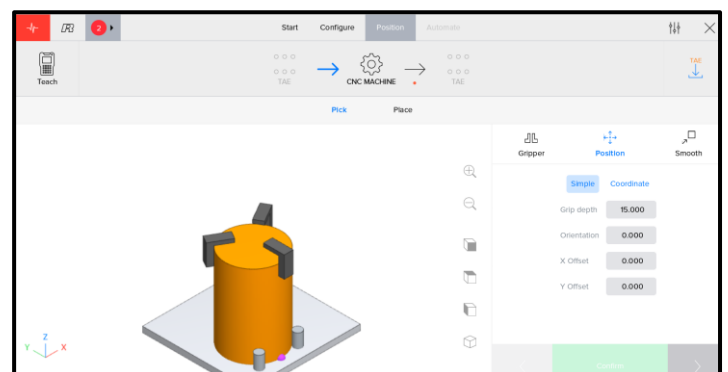 2
Start Configure Position Automate
Teach
TAE
CNC MACHINE
TAE
TAE
Pick Place
Gripper Position Smooth
Simple Coordinate
Grip depth 15.000
Orientation 0.000
X Offset 0.000
Y Offset 0.000
Z
Y X
Confirm